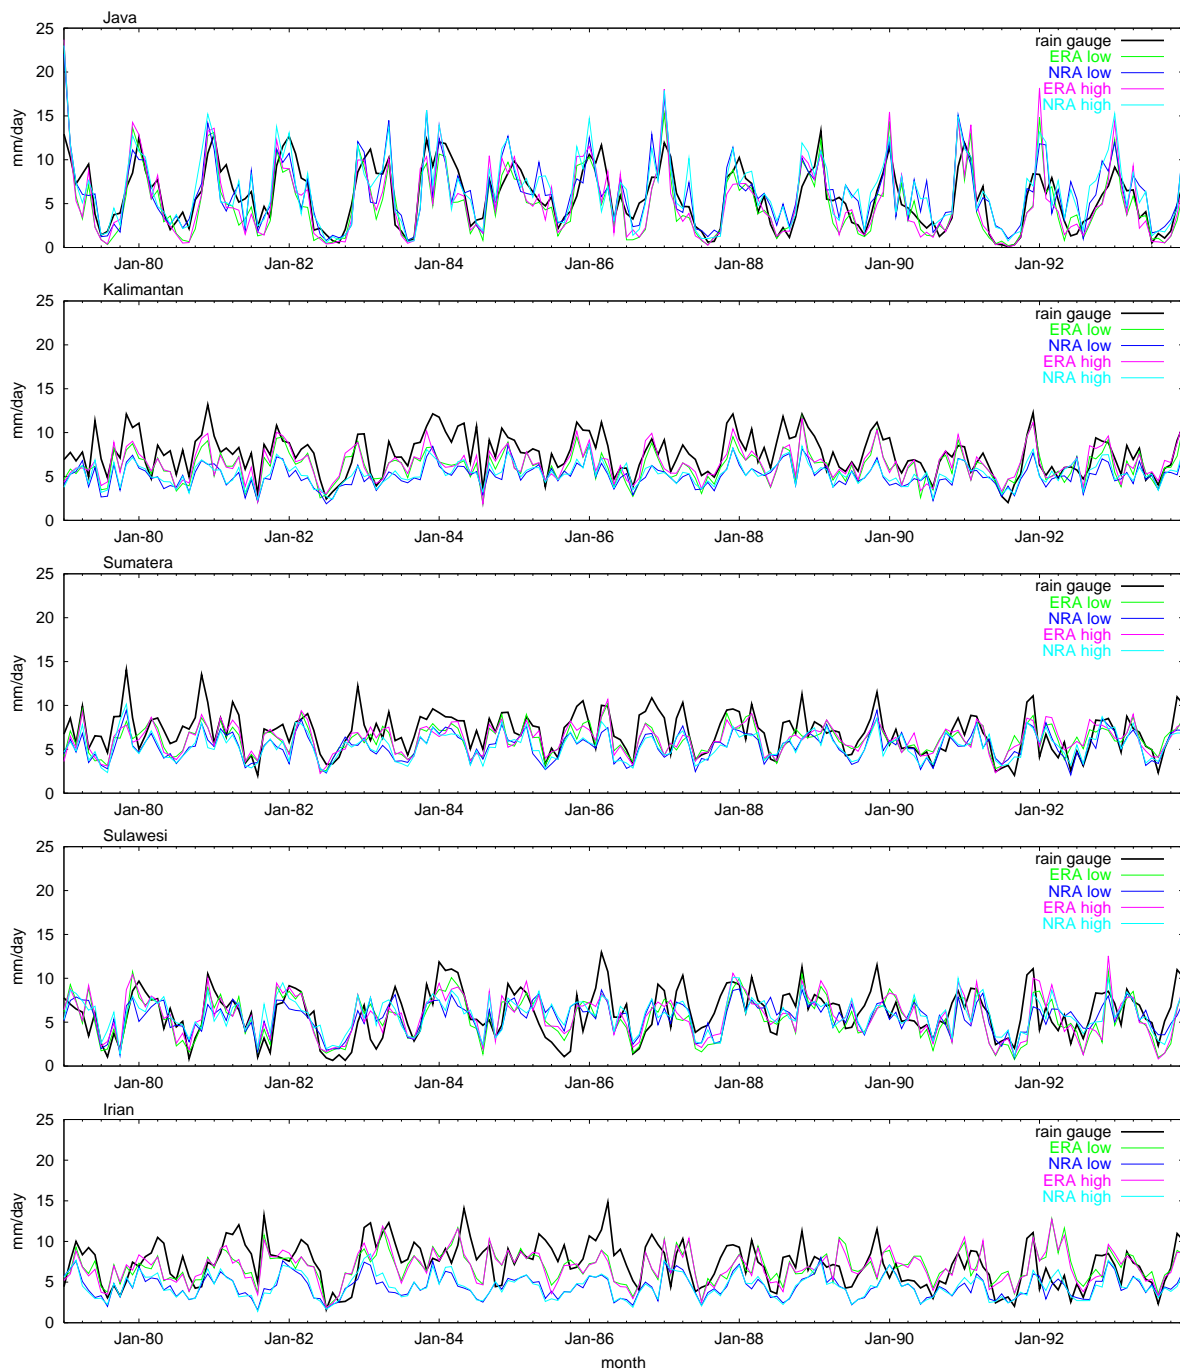 Java
25
rain gauge
ERA low
20
NRA low
ERA high
NRA high
15
mm/day
10
5
0
Jan-80 Jan-82 Jan-84 Jan-86 Jan-88 Jan-90 Jan-92
Kalimantan
25
rain gauge
ERA low
20
NRA low
ERA high
NRA high
15
mm/day
10
5
0
Jan-80 Jan-82 Jan-84 Jan-86 Jan-88 Jan-90 Jan-92
Sumatera
25
rain gauge
ERA low
20
NRA low
ERA high
NRA high
15
mm/day
10
5
0
Jan-80 Jan-82 Jan-84 Jan-86 Jan-88 Jan-90 Jan-92
Sulawesi
25
rain gauge
ERA low
20
NRA low
ERA high
NRA high
15
mm/day
10
5
0
Jan-80 Jan-82 Jan-84 Jan-86 Jan-88 Jan-90 Jan-92
Irian
25
rain gauge
ERA low
20
NRA low
ERA high
NRA high
15
mm/day
10
5
0
Jan-80 Jan-82 Jan-84 Jan-86 Jan-88 Jan-90 Jan-92
month